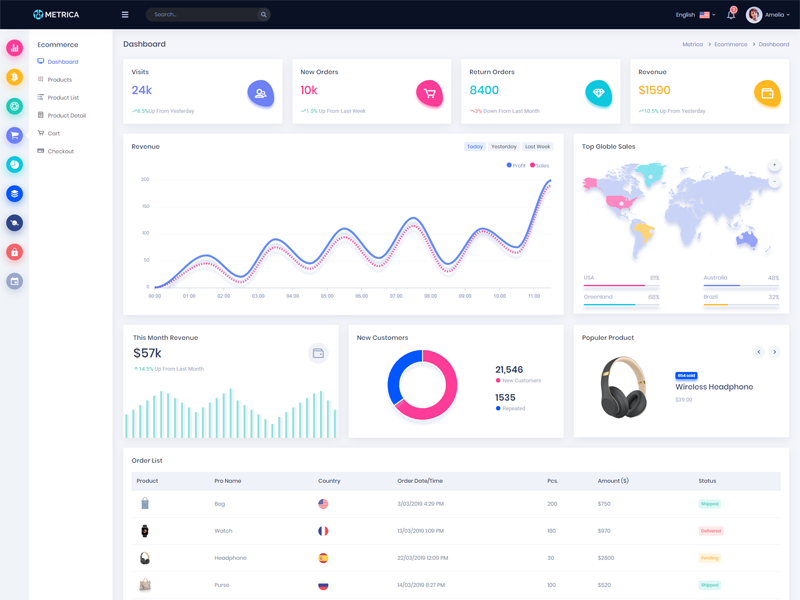 METRICA
Search..
English
2
Amelia
Ecommerce
Dashboard
Products
Product List
Product Detail
Cart
Checkout
Dashboard
Metrica > Ecommerce > Dashboard
Visits
24k
8.5%Up From Yesterday
New Orders
10k
1.5% Up From Last Week
Return Orders
8400
3% Down From Last Month
Revenue
$1590
10.5% Up From Yesterday
Revenue
Today Yesterday Last Week
Profit Sales
200
150
100
50
0
00:00 01:00 02:00 03:00 04:00 05:00 06:00 07:00 08:00 09:00 10:00 11:00
Top Globle Sales
+
-
USA 81%
Australia 48%
Greenland 68%
Brazil 32%
This Month Revenue
$57k
14.5% Up From Last Month
New Customers
21,546
New Customers
1535
Repeated
Populer Product
854 sold
Wireless Headphone
$39.00
Order List
Product Pro Name Country Order Date/Time Pcs. Amount ($) Status
Beg 3/03/2019 4:29 PM 200 $750 Shipped
Watch 13/03/2019 1:09 PM 180 $970 Delivered
Headphone 22/03/2019 12:09 PM 30 $2800 Pending
Purse 14/03/2019 8:27 PM 100 $520 Shipped